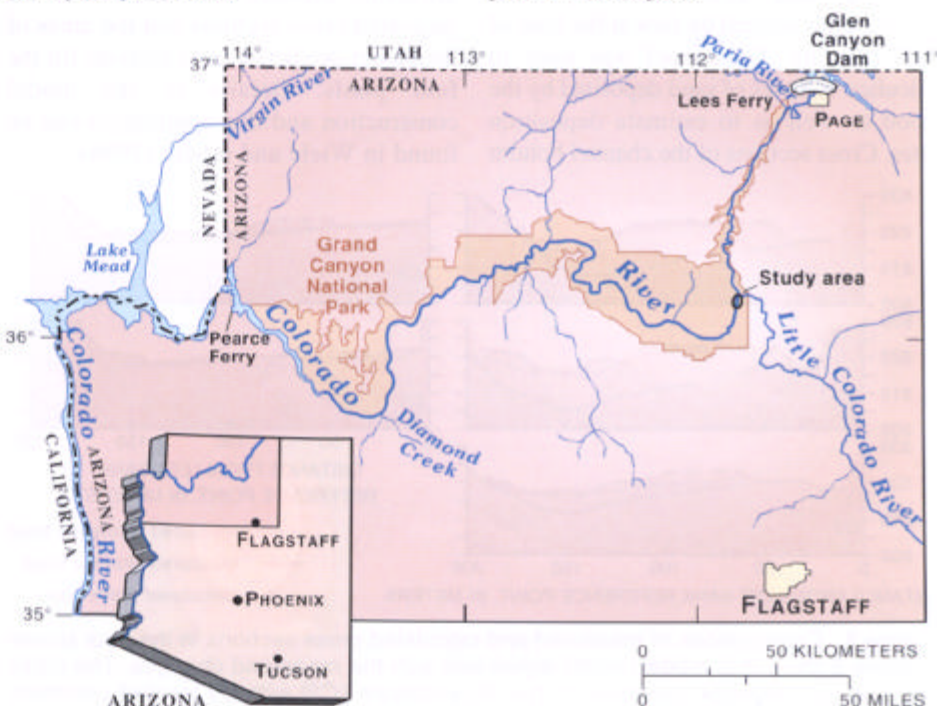 Glen
Canyon
Dam
37° 114°
UTAH
113°
112°
111°
ARIZONA
Paria River
Lees Ferry
PAGE
Virgin River
NEVADA
ARIZONA
Lake
Mead
Grand
Canyon
National
Park
River
Study area
36°
Pearce
Ferry
Colorado
Little Colorado River
Diamond
Creek
Colorado River
CALIFORNIA
ARIZONA
FLAGSTAFF
PHOENIX
TUCSON
ARIZONA
35°
FLAGSTAFF
0 50 KILOMETERS
0 50 MILES